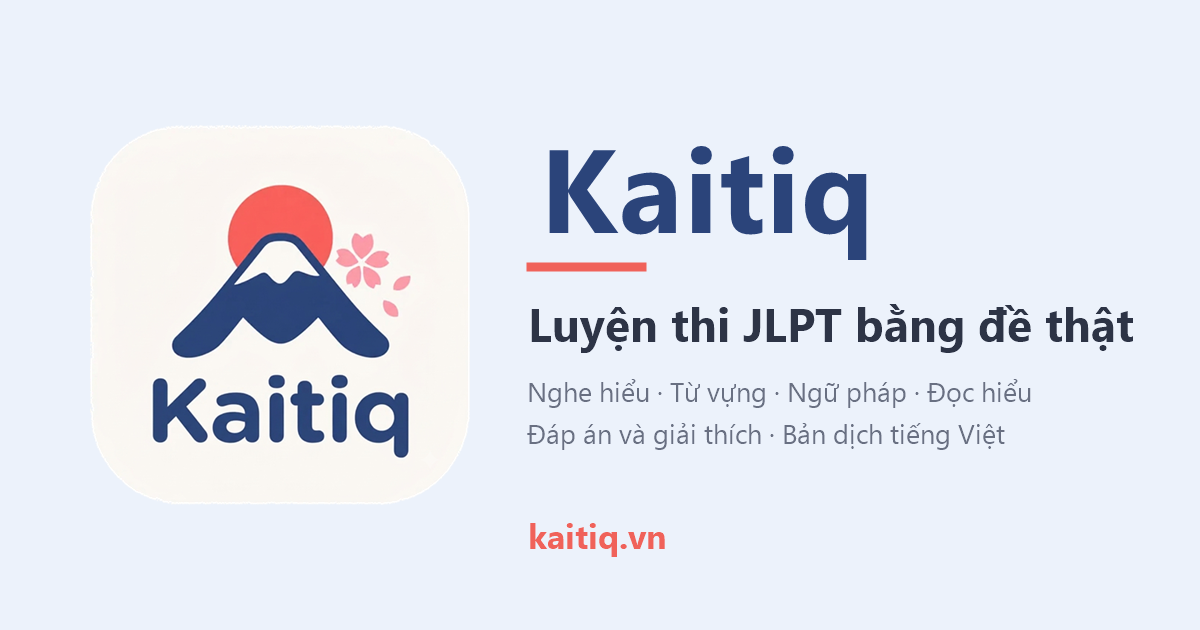 Kaitiq
Kaitiq
Luyện thi JLPT bằng đề thật
Nghe hiểu · Từ vựng · Ngữ pháp · Đọc hiểu
Đáp án và giải thích · Bản dịch tiếng Việt
kaitiq.vn